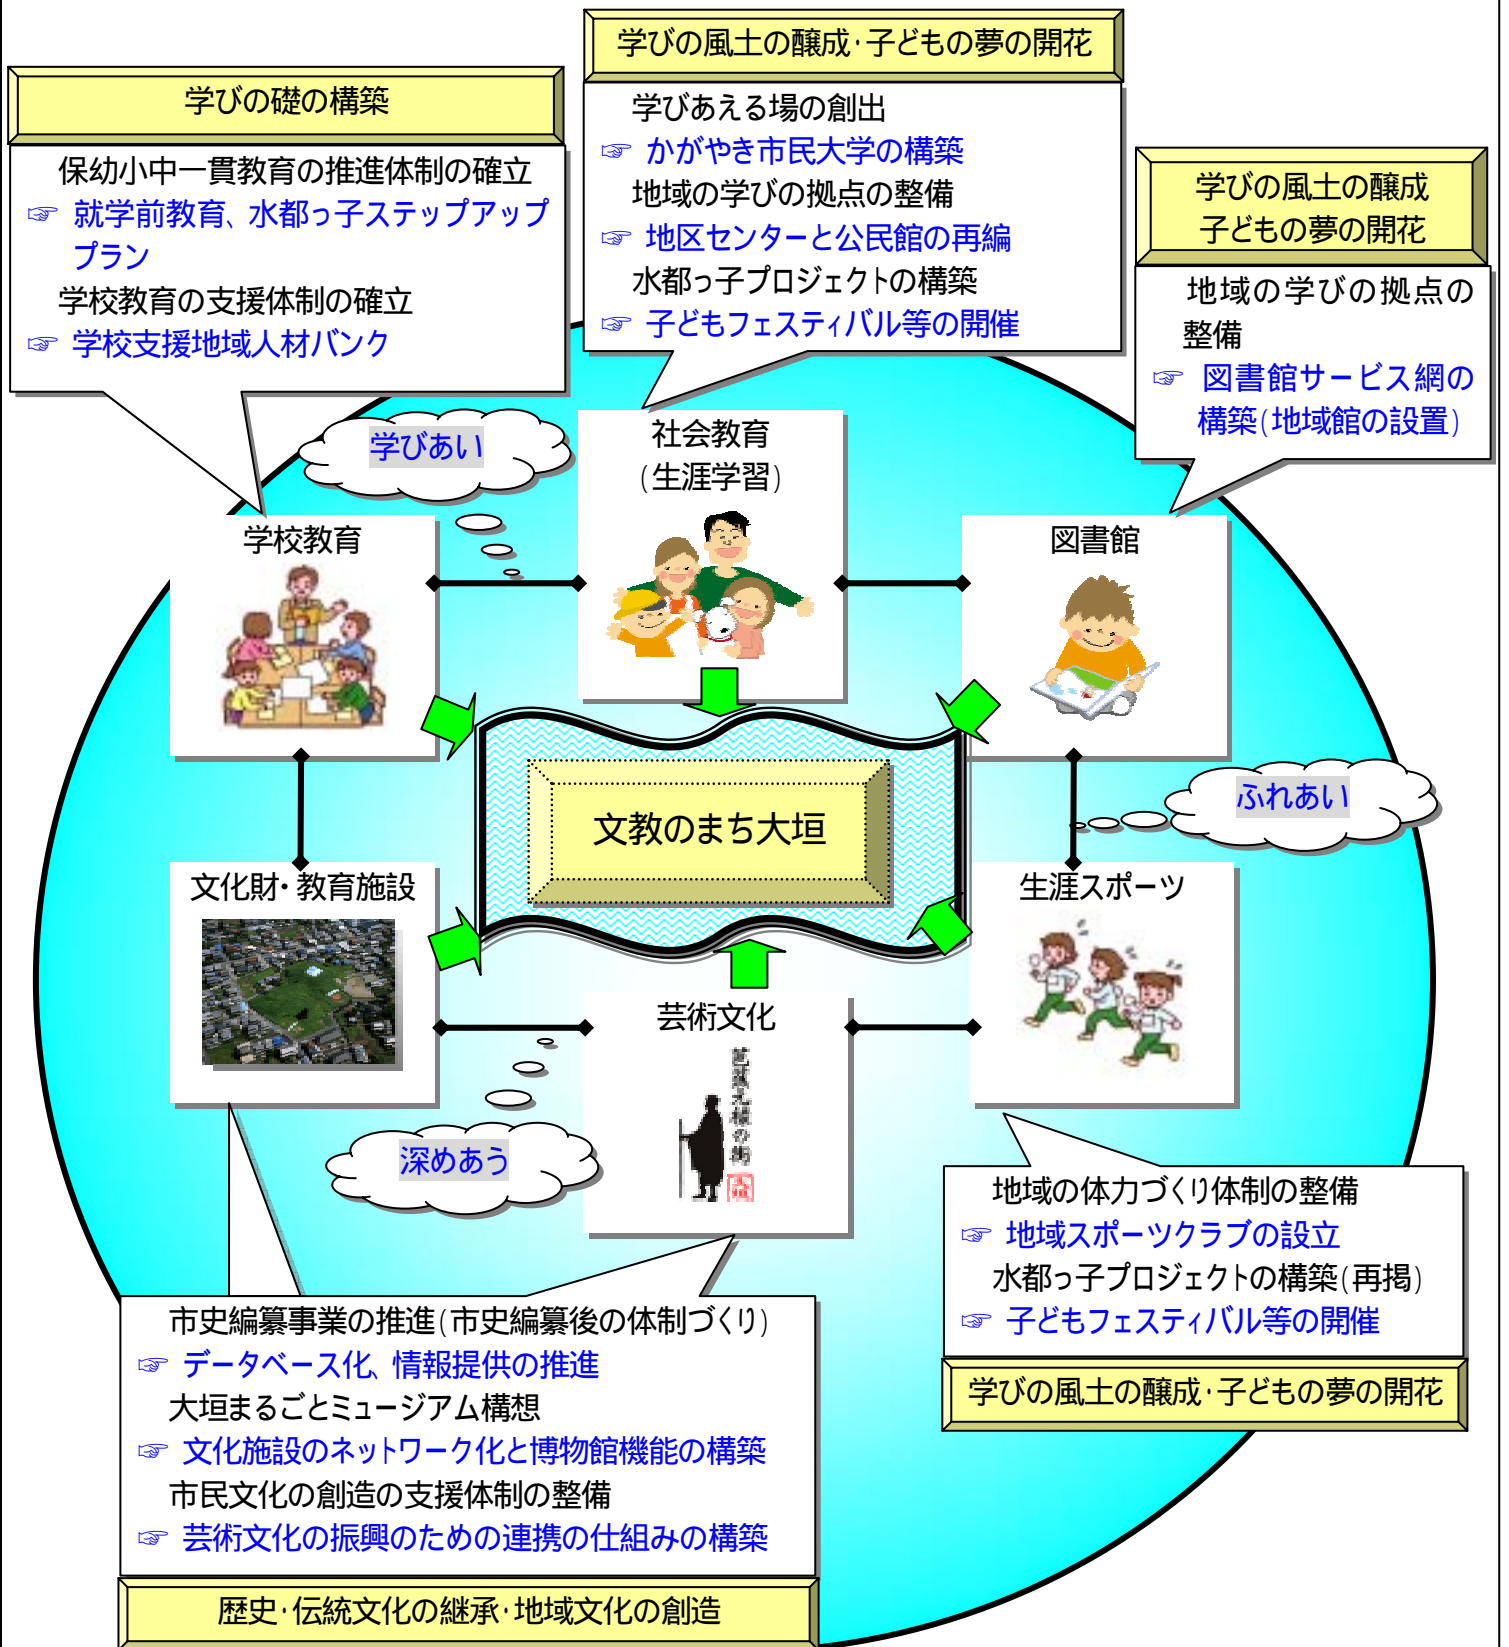 学びの風土の醸成・子どもの夢の開花
学びあえる場の創出
☞ かがやき市民大学の構築
地域の学びの拠点の整備
☞ 地区センターと公民館の再編
水都っ子プロジェクトの構築
☞ 子どもフェスティバル等の開催
学びの礎の構築
保幼小中一貫教育の推進体制の確立
☞ 就学前教育、水都っ子ステップアップ
プラン
学校教育の支援体制の確立
☞ 学校支援地域人材バンク
学びの風土の醸成
子どもの夢の開花
地域の学びの拠点の
整備
☞ 図書館サービス網の
構築(地域館の設置)
学びあい
社会教育
(生涯学習)
学校教育
図書館
ふれあい
文教のまち大垣
文化財・教育施設
生涯スポーツ
芸術文化
芭蕉元禄の街
大垣
深めあう
地域の体力づくり体制の整備
☞ 地域スポーツクラブの設立
水都っ子プロジェクトの構築(再掲)
☞ 子どもフェスティバル等の開催
学びの風土の醸成・子どもの夢の開花
市史編纂事業の推進(市史編纂後の体制づくり)
☞ データベース化、情報提供の推進
大垣まるごとミュージアム構想
☞ 文化施設のネットワーク化と博物館機能の構築
市民文化の創造の支援体制の整備
☞ 芸術文化の振興のための連携の仕組みの構築
歴史・伝統文化の継承・地域文化の創造